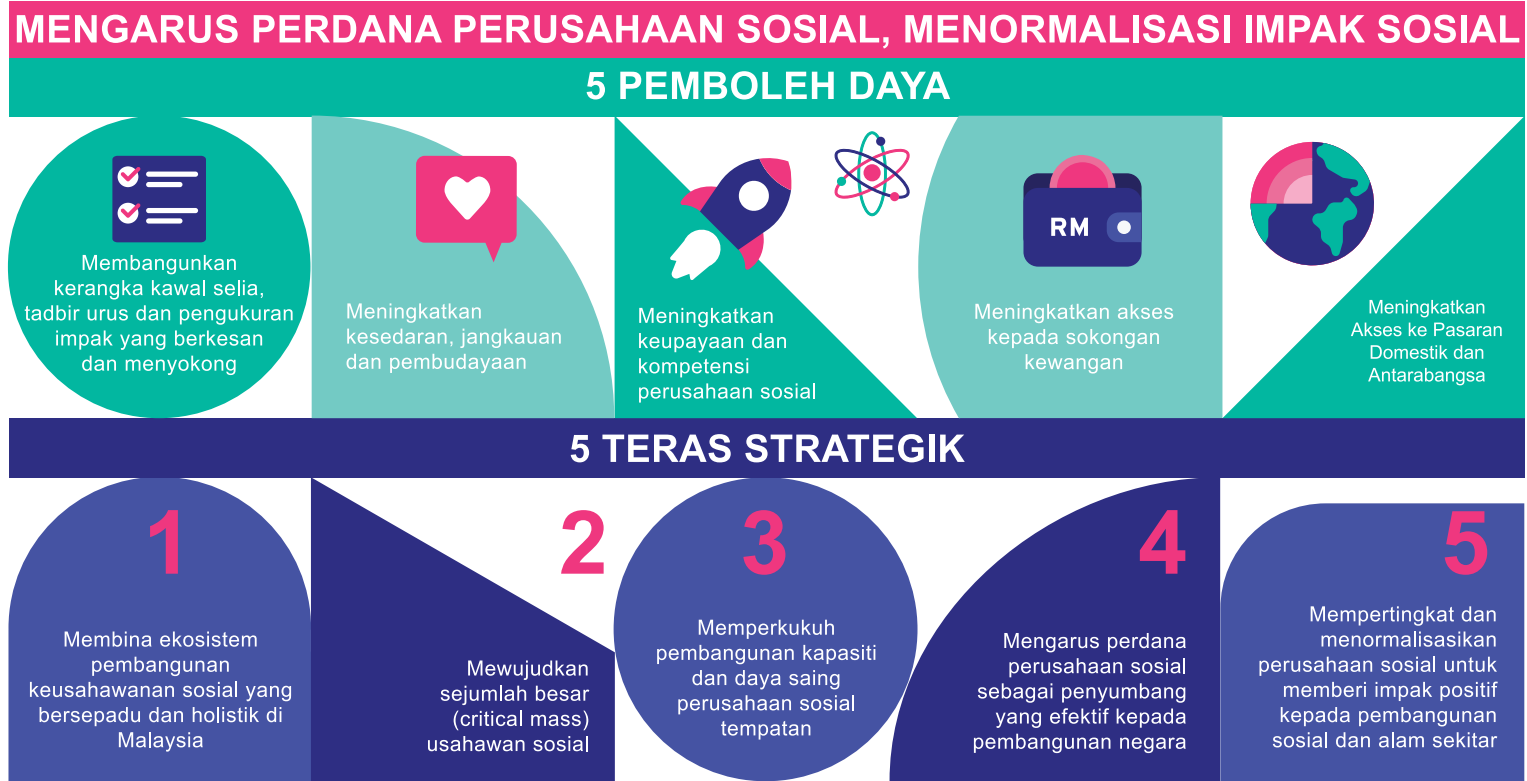 MENGARUS PERDANA PERUSAHAAN SOSIAL, MENORMALISASI IMPAK SOSIAL
5 PEMBOLEH DAYA
Membangunkan
kerangka kawal selia,
tadbir urus dan pengukuran
impak yang berkesan
dan menyokong
Meningkatkan
kesedaran, jangkauan
dan pembudayaan
Meningkatkan
keupayaan dan
kompetensi
perusahaan sosial
RM
Meningkatkan akses
kepada sokongan
kewangan
Meningkatkan
Akses ke Pasaran
Domestik dan
Antarabangsa
5 TERAS STRATEGIK
1
Membina ekosistem
pembangunan
keusahawanan sosial yang
bersepadu dan holistik di
Malaysia
2
Mewujudkan
sejumlah besar
(critical mass)
usahawan sosial
3
Memperkukuh
pembangunan kapasiti
dan daya saing
perusahaan sosial
tempatan
4
Mengarus perdana
perusahaan sosial
sebagai penyumbang
yang efektif kepada
pembangunan negara
5
Mempertingkat dan
menormalisasikan
perusahaan sosial untuk
memberi impak positif
kepada pembangunan
sosial dan alam sekitar